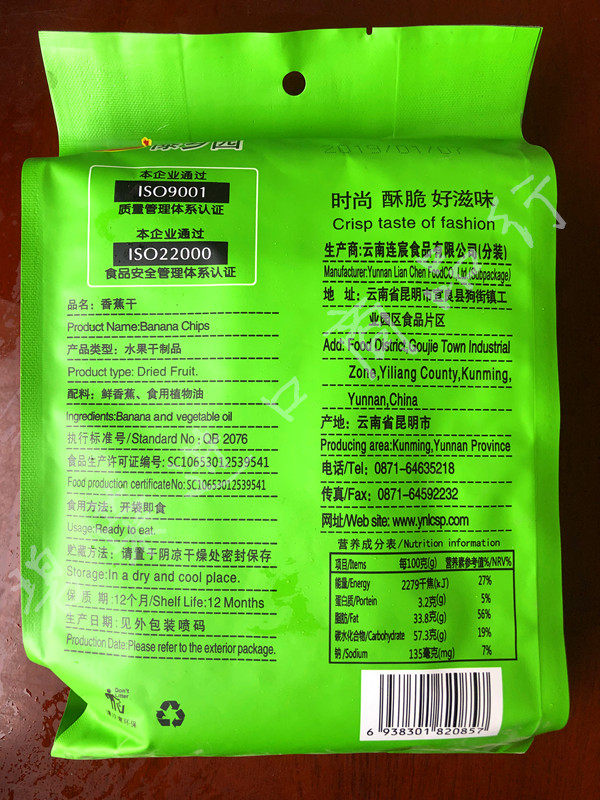 2019/01/07
本企业通过
ISO9001
质量管理体系认证
本企业通过
ISO22000
食品安全管理体系认证
品名：香蕉干
Product Name:Banana Chips
产品类型：水果干制品
Product type: Dried Fruit.
配料：鲜香蕉、食用植物油
Ingredients:Banana and vegetable oil
执行标准号/Standard No：QB 2076
食品生产许可证编号：SC10653012539541
Food production certificate No:SC10653012539541
食用方法：开袋即食
Usage:Ready to eat.
贮藏方法：请置于阴凉干燥处密封保存
Storage:In a dry and cool place.
保质期:12个月/Shelf Life:12 Months
生产日期：见外包装喷码
Production Date:Please refer to the exterior package.
Don't
Litter
请注意环保
时尚 酥脆 好滋味
Crisp taste of fashion
生产商:云南连宸食品有限公司(分装)
Manufacturer:Yunnan Lian Chen FoodCO.,Ltd (Subpackage)
地 址：云南省昆明市宜良县狗街镇工
业园区食品片区
Add: Food District,Goujie Town Industrial
Zone,Yiliang County,Kunming,
Yunnan,China
产地：云南省昆明市
Producing area:Kunming,Yunnan Province
电话/Tel：0871-64635218
传真/Fax：0871-64592232
网址/Web site: www.ynlcsp.com
营养成分表/Nutrition information
项目/Items 每100克(g) 营养素参考值%/NRV%
能量/Energy 2279千焦(kJ) 27%
蛋白质/Portein 3.2克(g) 5%
脂肪/Fat 33.8克(g) 56%
碳水化合物/Carbohydrate 57.3克(g) 19%
钠/Sodium 135毫克(mg) 7%
6 938301 820857